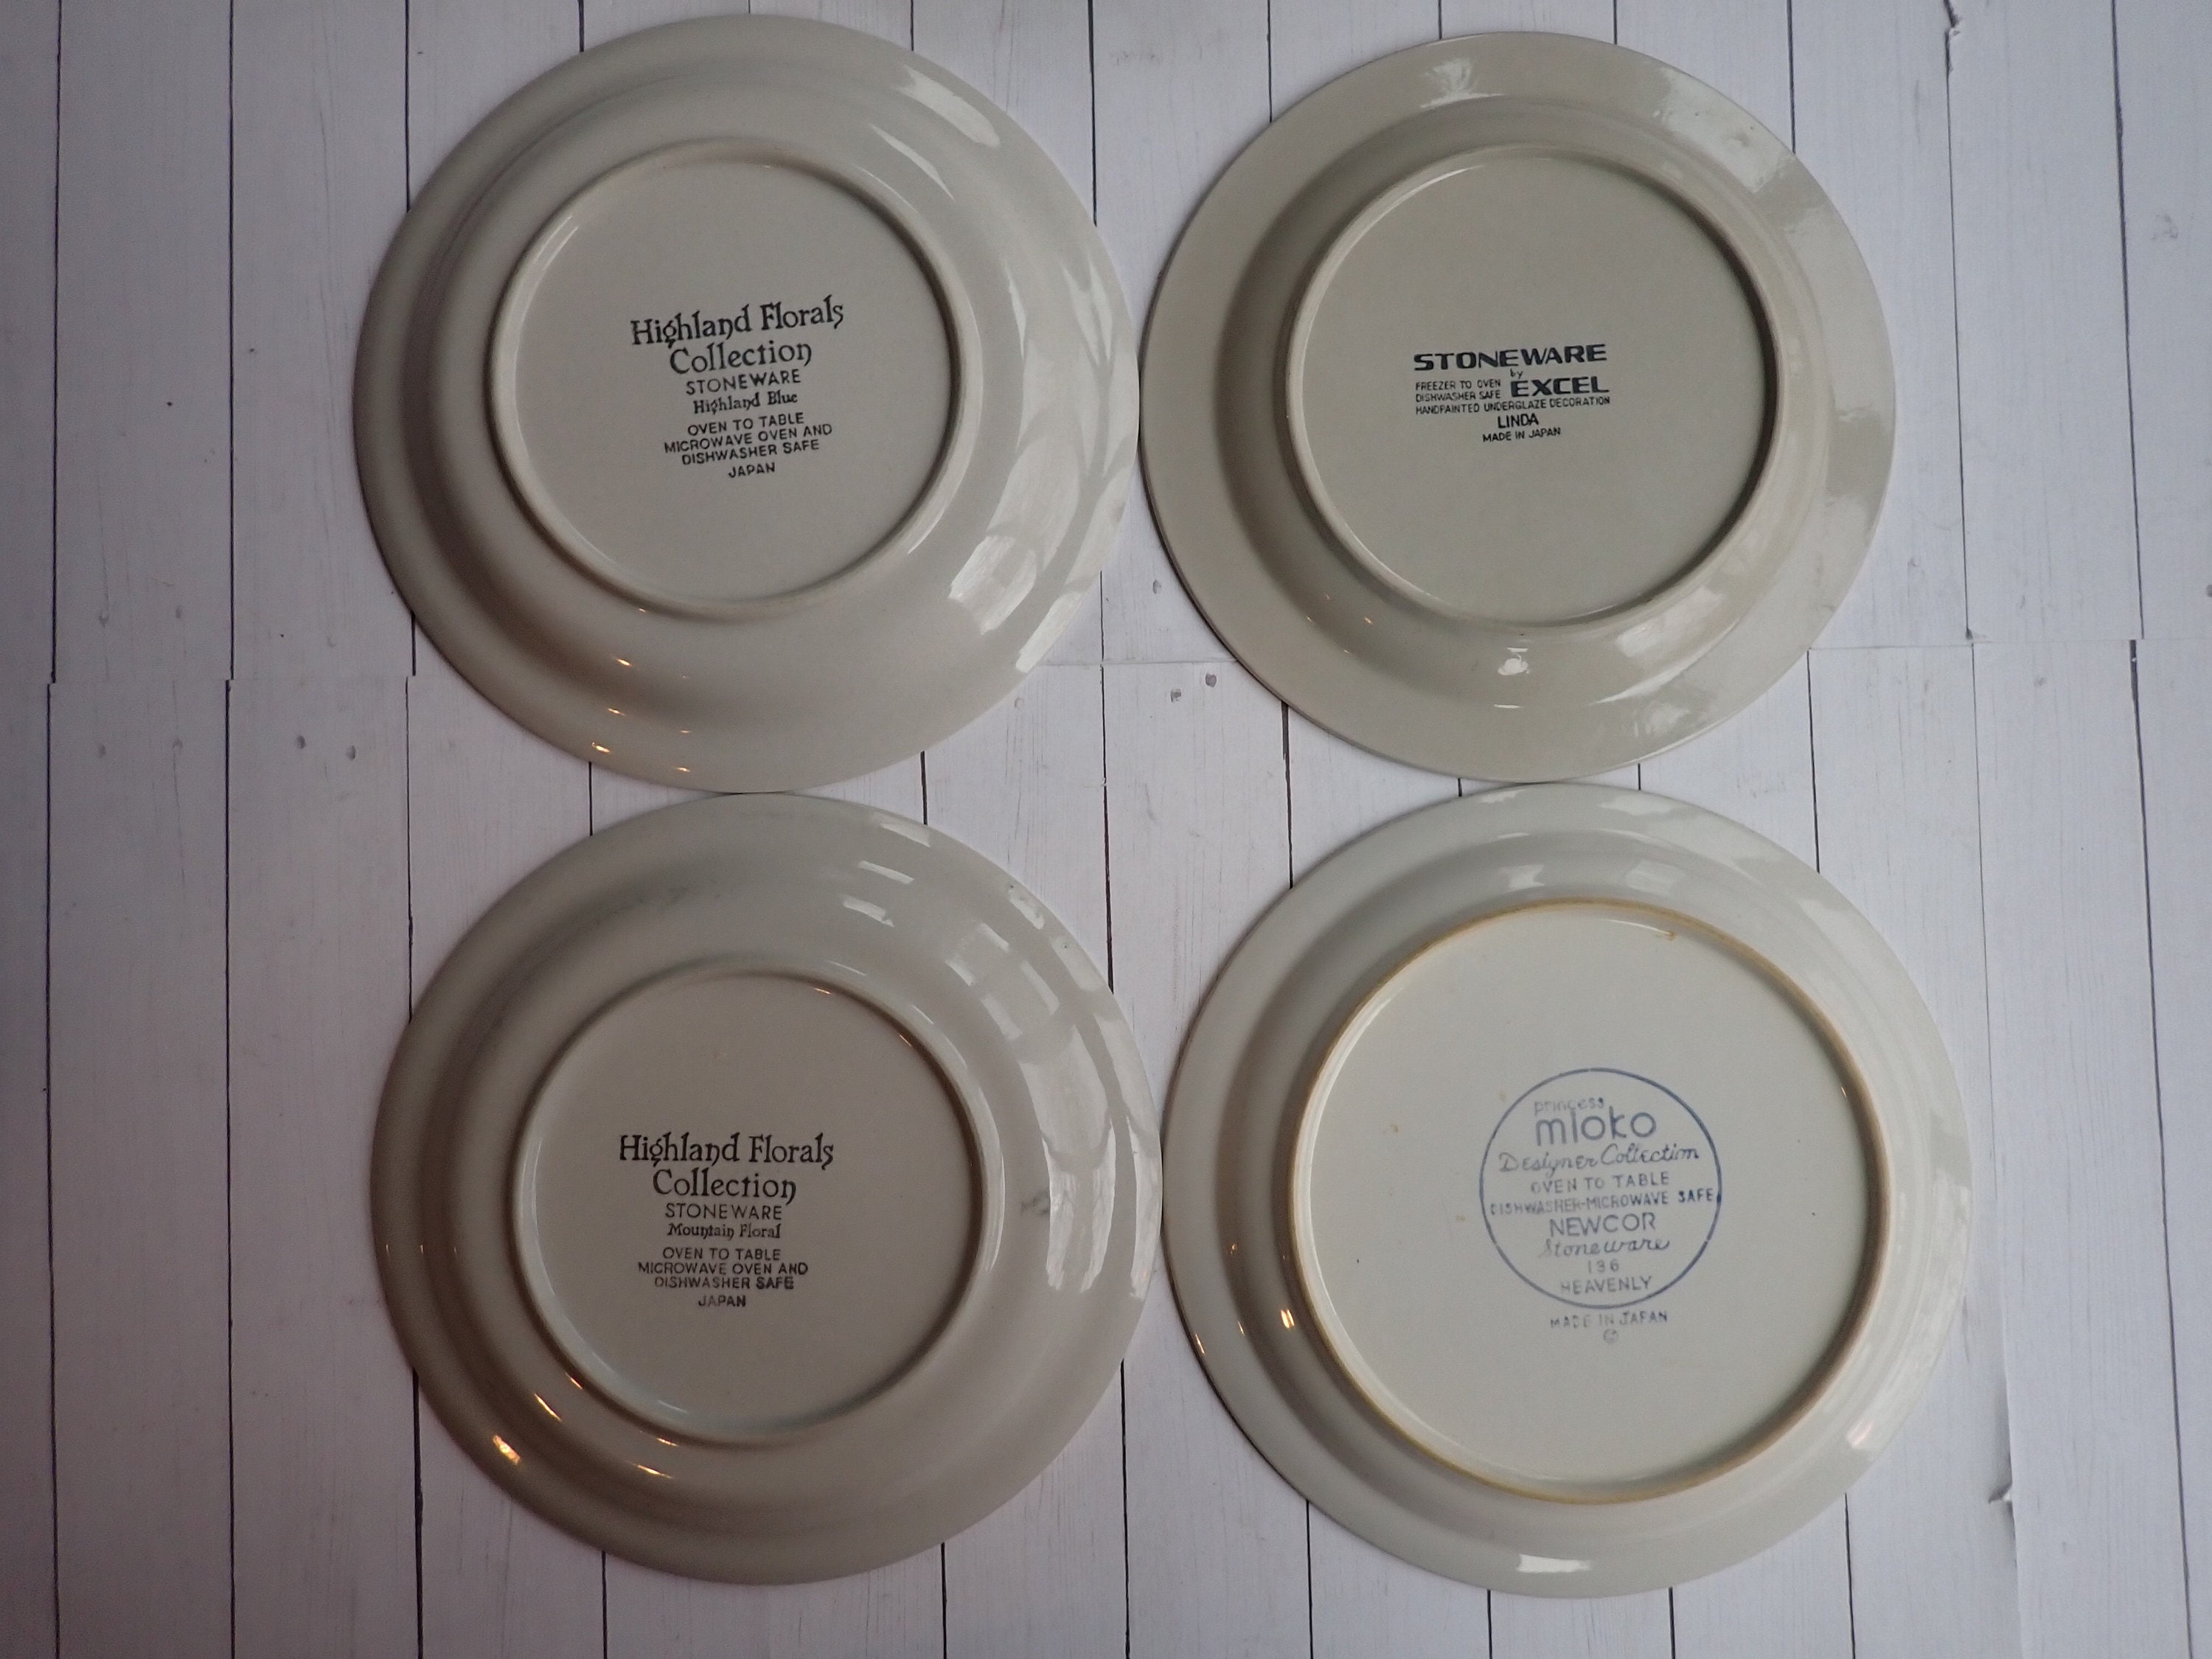 Highland Florals
Collection
STONEWARE
Highland Blue
OVEN TO TABLE
MICROWAVE OVEN AND
DISHWASHER SAFE
JAPAN
STONEWARE
by
FREEZER TO OVEN
DISHWASHER SAFE
EXCEL
HANDPAINTED UNDERGLAZE DECORATION
LINDA
MADE IN JAPAN
Highland Florals
Collection
STONEWARE
Mountain Floral
OVEN TO TABLE
MICROWAVE OVEN AND
DISHWASHER SAFE
JAPAN
princess
mioko
Designer Collection
OVEN TO TABLE
DISHWASHER-MICROWAVE SAFE
NEWCOR
Stoneware
136
HEAVENLY
MADE IN JAPAN
©